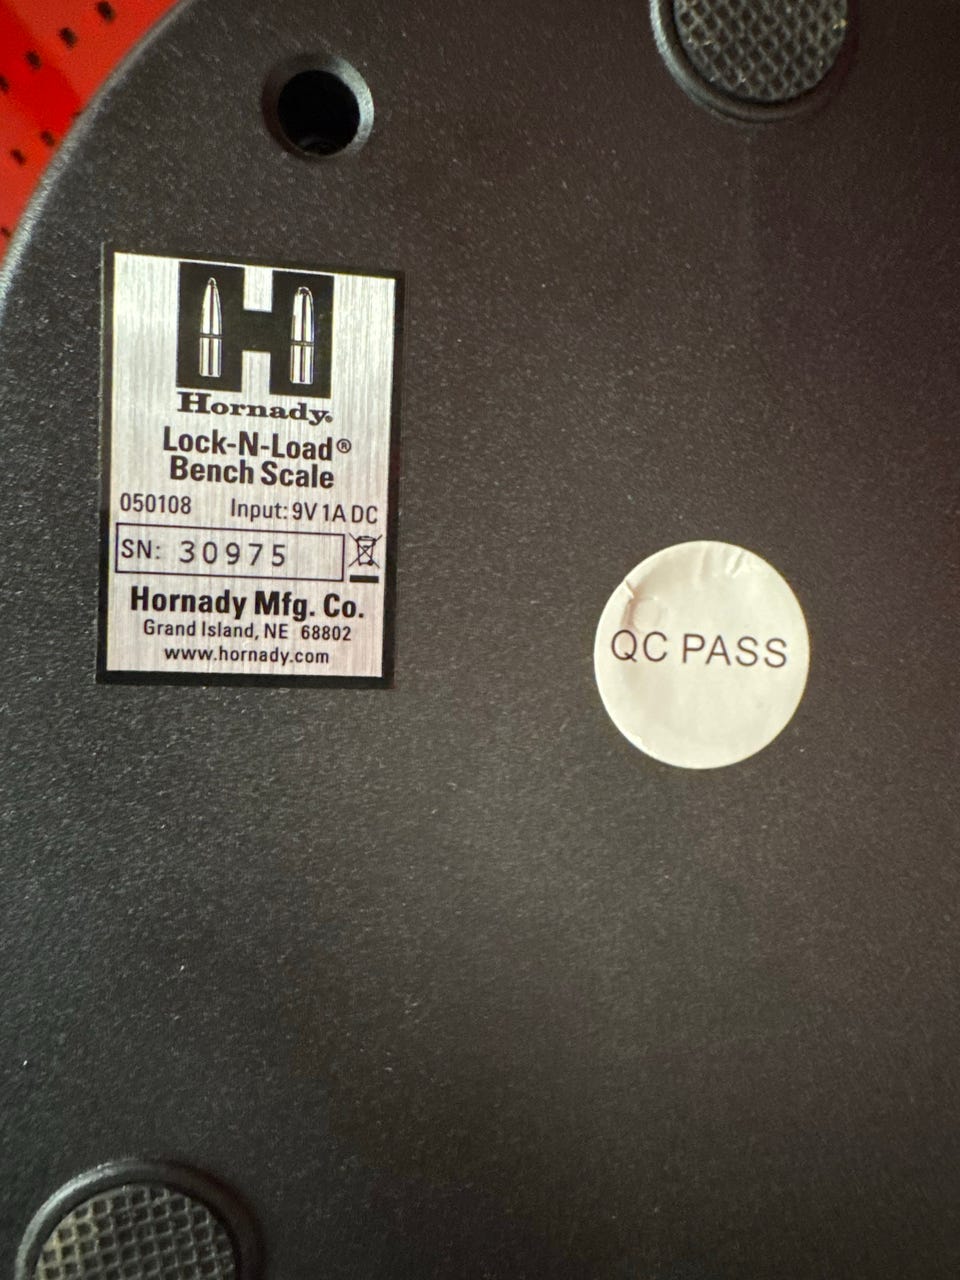 H
Hornady®
Lock-N-Load®
Bench Scale
050108 Input: 9V 1A DC
SN: 30975
Hornady Mfg. Co.
Grand Island, NE 68802
www.hornady.com
QC PASS